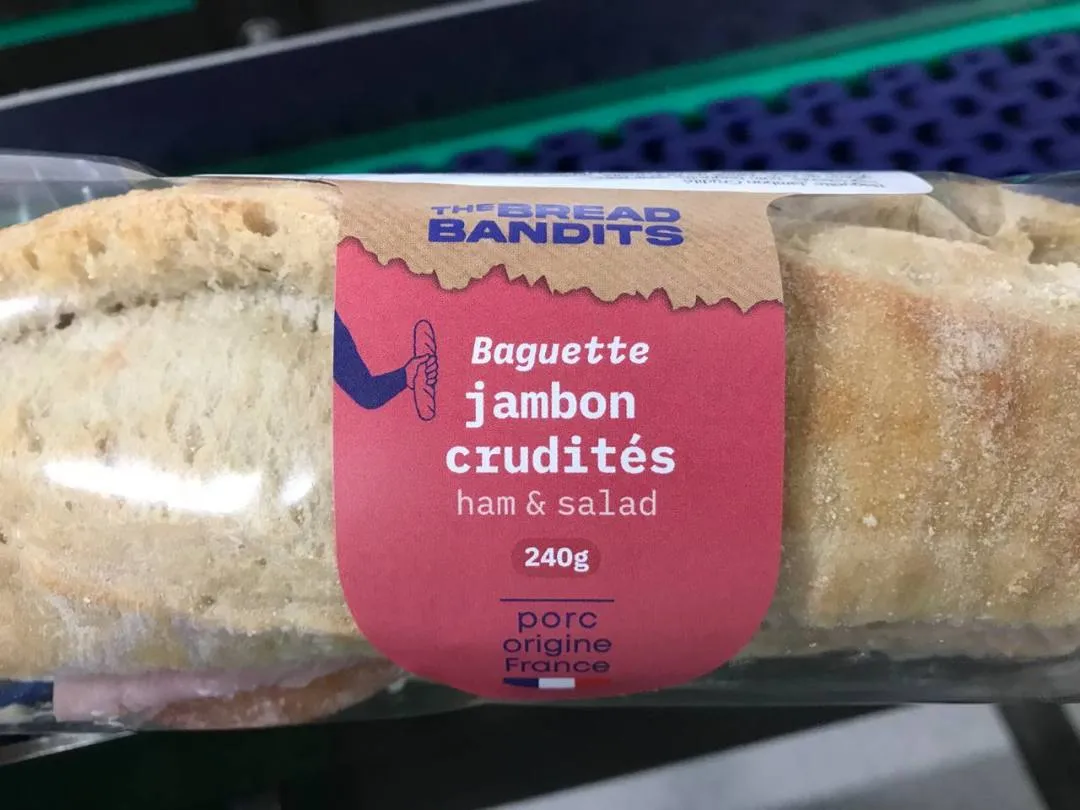 THE BREAD
BANDITS
Baguette
jambon
crudités
ham & salad
240g
porc
origine
France